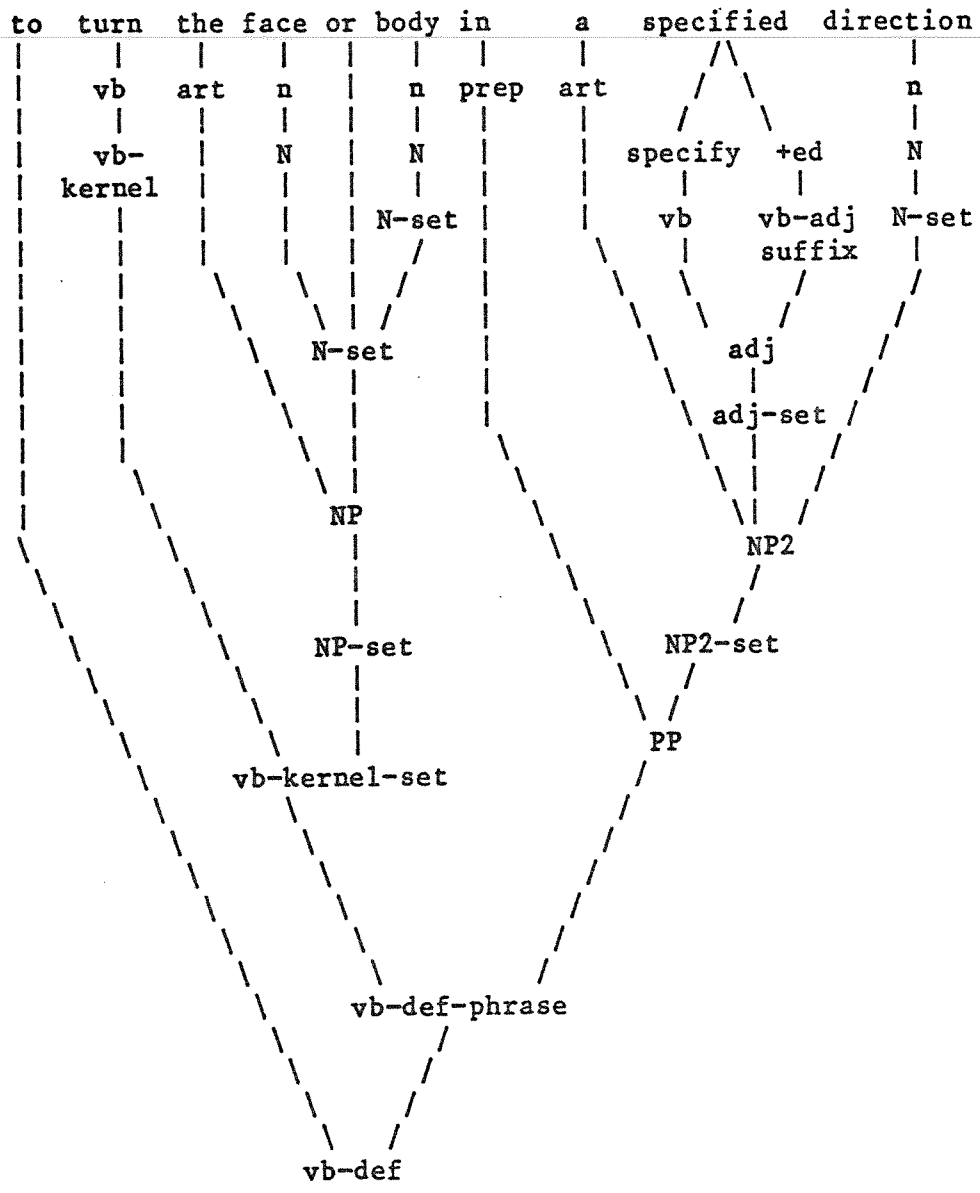 to turn the face or body in a specified direction
vb art n n prep art n
vb- N N specify +ed N
kernel
N-set vb vb-adj N-set
suffix
N-set adj
adj-set
NP NP2
NP-set NP2-set
PP
vb-kernel-set
vb-def-phrase
vb-def